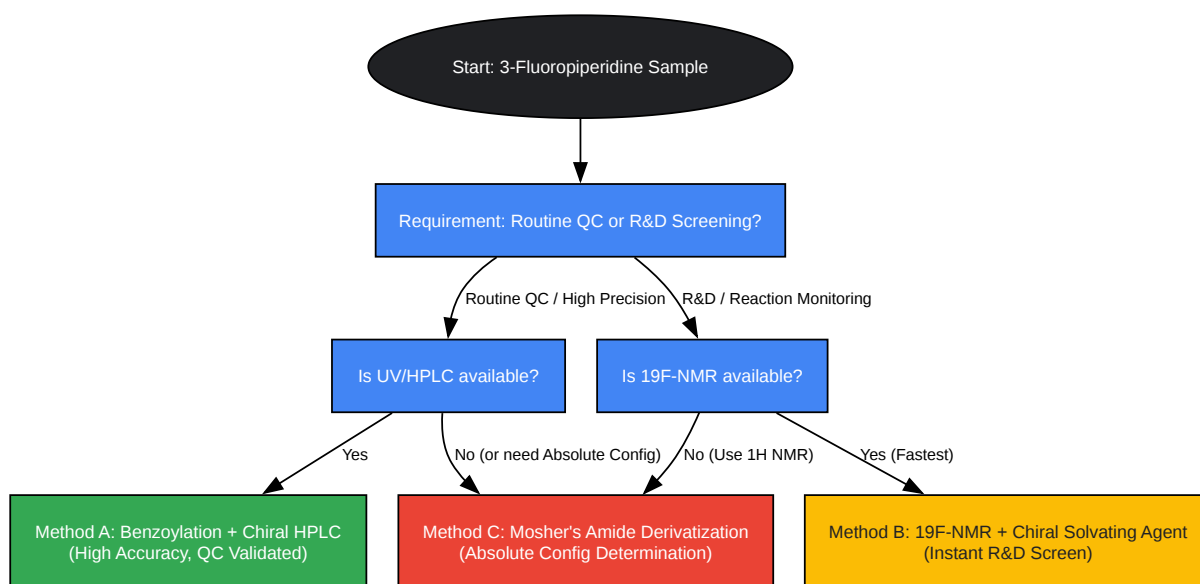 Start: 3-Fluoropiperidine Sample
Requirement: Routine QC or R&D Screening?
Routine QC / High Precision
R&D / Reaction Monitoring
Is UV/HPLC available?
Is 19F-NMR available?
Yes
No (or need Absolute Config)
No (Use 1H NMR)
Yes (Fastest)
Method A: Benzoylation + Chiral HPLC
(High Accuracy, QC Validated)
Method C: Mosher's Amide Derivatization
(Absolute Config Determination)
Method B: 19F-NMR + Chiral Solvating Agent
(Instant R&D Screen)